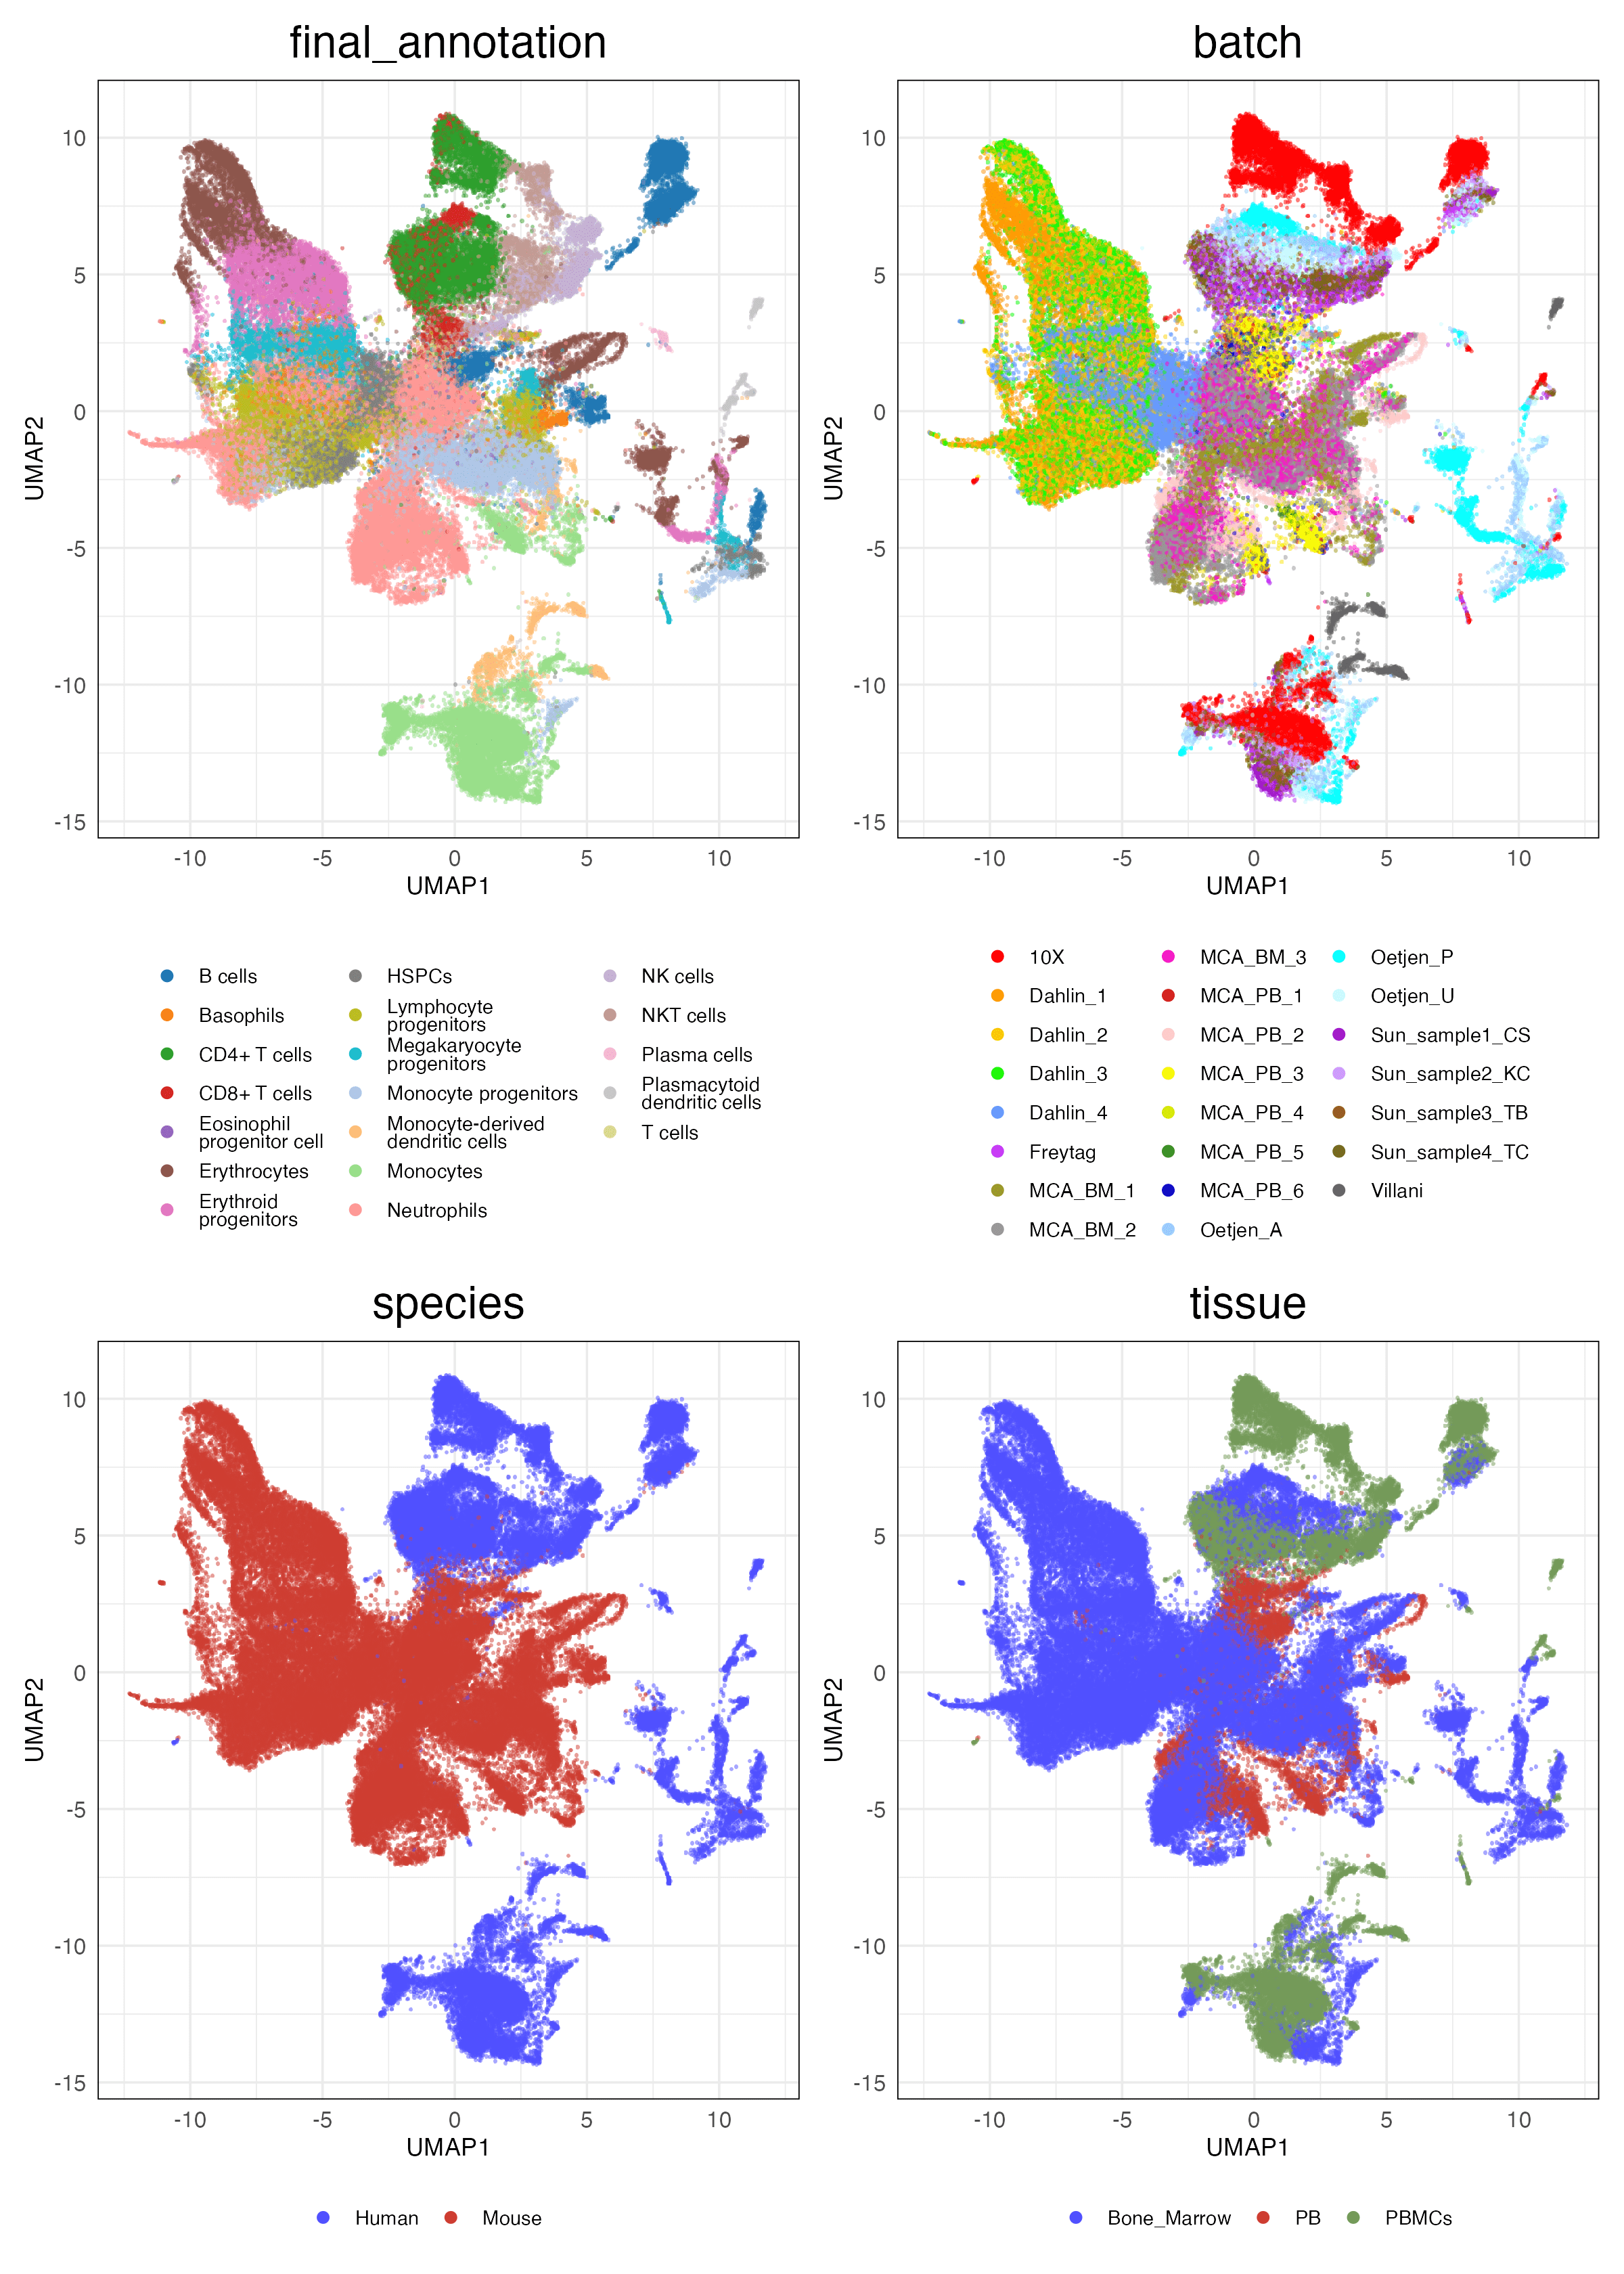 final_annotation
batch
UMAP2
10
5
0
-5
-10
-15
-10
-5
0
5
10
UMAP1
UMAP2
10
5
0
-5
-10
-15
-10
-5
0
5
10
UMAP1
B cells
Basophils
CD4+ T cells
CD8+ T cells
Eosinophil
progenitor cell
Erythrocytes
Erythroid
progenitors
HSPCs
Lymphocyte
progenitors
Megakaryocyte
progenitors
Monocyte progenitors
Monocyte-derived
dendritic cells
Monocytes
Neutrophils
NK cells
NKT cells
Plasma cells
Plasmacytoid
dendritic cells
T cells
10X
Dahlin_1
Dahlin_2
Dahlin_3
Dahlin_4
Freytag
MCA_BM_1
MCA_BM_2
MCA_BM_3
MCA_PB_1
MCA_PB_2
MCA_PB_3
MCA_PB_4
MCA_PB_5
MCA_PB_6
Oetjen_A
Oetjen_P
Oetjen_U
Sun_sample1_CS
Sun_sample2_KC
Sun_sample3_TB
Sun_sample4_TC
Villani
species
tissue
UMAP2
10
5
0
-5
-10
-15
-10
-5
0
5
10
UMAP1
UMAP2
10
5
0
-5
-10
-15
-10
-5
0
5
10
UMAP1
Human
Mouse
Bone_Marrow
PB
PBMCs